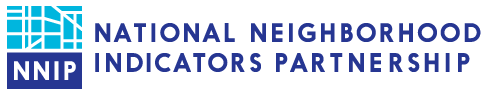 NNIP
NATIONAL NEIGHBORHOOD
INDICATORS PARTNERSHIP